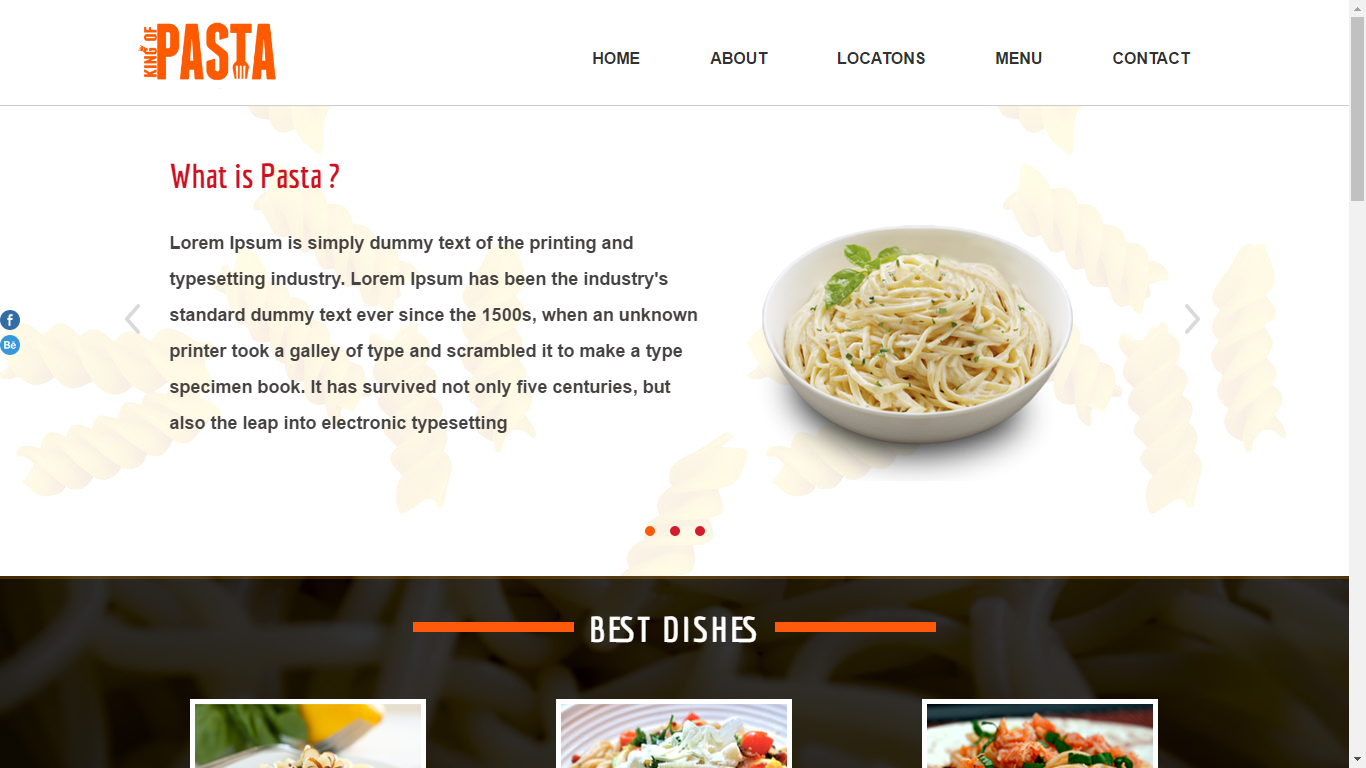 KING OF
PASTA
HOME
ABOUT
LOCATONS
MENU
CONTACT
What is Pasta ?
Lorem Ipsum is simply dummy text of the printing and
typesetting industry. Lorem Ipsum has been the industry's
standard dummy text ever since the 1500s, when an unknown
printer took a galley of type and scrambled it to make a type
specimen book. It has survived not only five centuries, but
also the leap into electronic typesetting
f
Bē
BEST DISHES